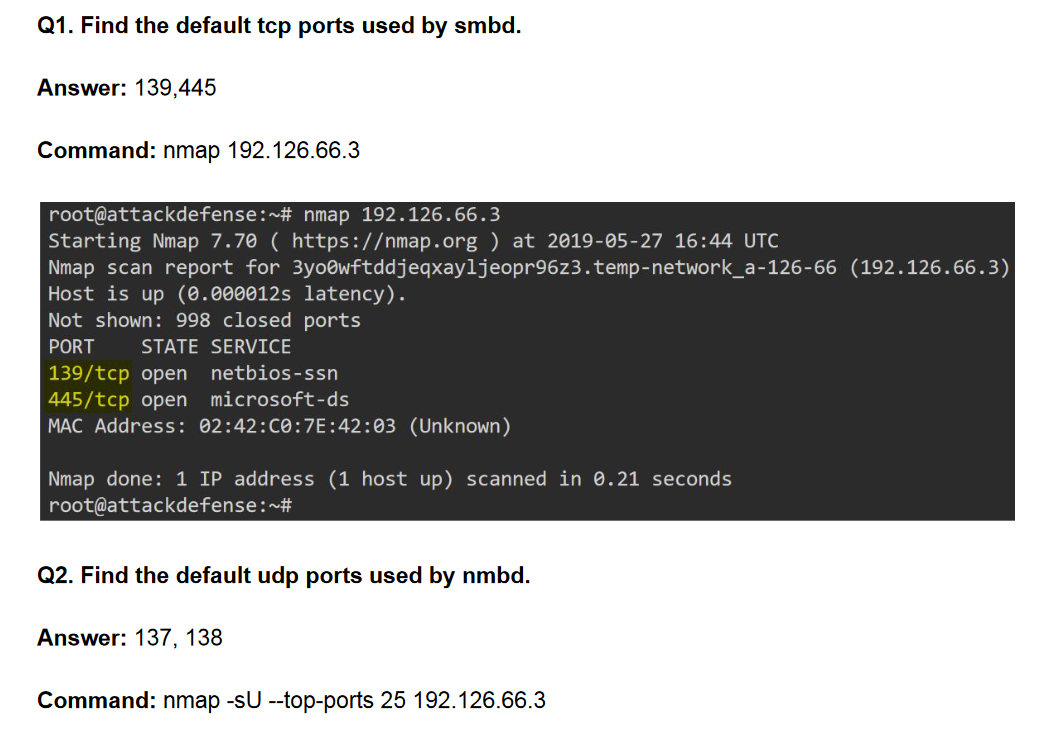 Q1. Find the default tcp ports used by smbd.
Answer: 139,445
Command: nmap 192.126.66.3
root@attackdefense:~# nmap 192.126.66.3
Starting Nmap 7.70 ( https://nmap.org ) at 2019-05-27 16:44 UTC
Nmap scan report for 3yo0wftddjeqxayljeopr96z3.temp-network_a-126-66 (192.126.66.3)
Host is up (0.000012s latency).
Not shown: 998 closed ports
PORT    STATE SERVICE
139/tcp open  netbios-ssn
445/tcp open  microsoft-ds
MAC Address: 02:42:C0:7E:42:03 (Unknown)
Nmap done: 1 IP address (1 host up) scanned in 0.21 seconds
root@attackdefense:~#
Q2. Find the default udp ports used by nmbd.
Answer: 137, 138
Command: nmap -sU --top-ports 25 192.126.66.3